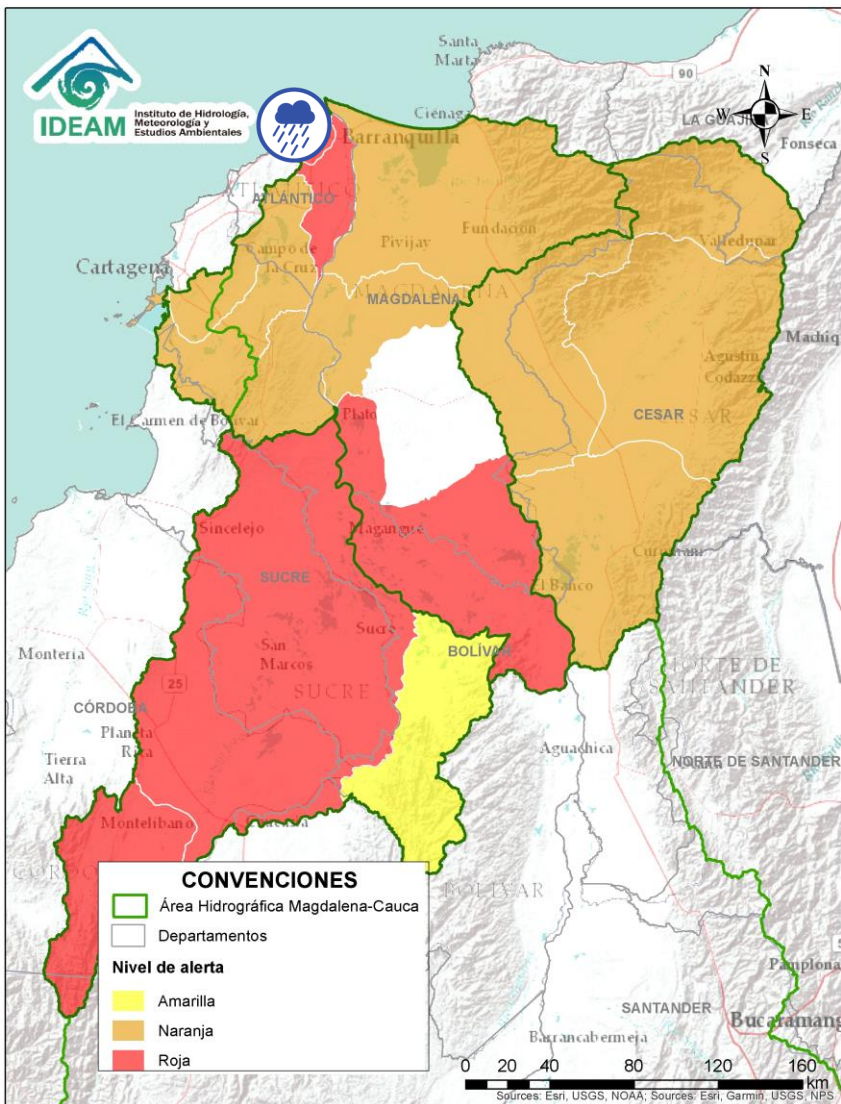 IDEAM
Instituto de Hidrología,
Meteorología y
Estudios Ambientales
Santa
Marta
90
N
W
E
S
LA GUAJI
Ciénaga
Fonseca
Barranquilla
ATLÁNTICO
Fundación
Valledupar
Pivijay
Campo de
la Cruz
Cartagena
MAGDALENA
Agustín
Codazzi
El Carmen de Bolívar
Plato
CESAR
Sincelejo
Magangué
SUCRE
El Banco
Sucre
San
Marcos
BOLÍVAR
Montería
SUCRE
25
NORTE DE
SANTANDER
CÓRDOBA
Planeta
Rica
Aguachica
Tierra
Alta
NORTE DE SANTANDER
Montelíbano
BOLÍVAR
CONVENCIONES
Área Hidrográfica Magdalena-Cauca
Departamentos
Nivel de alerta
Amarilla
Naranja
Roja
Pamplona
SANTANDER
Bucaramang
Barrancabermeja
0 20 40 80 120 160
km
Sources: Esri, USGS, NOAA; Sources: Esri, Garmin, USGS, NPS